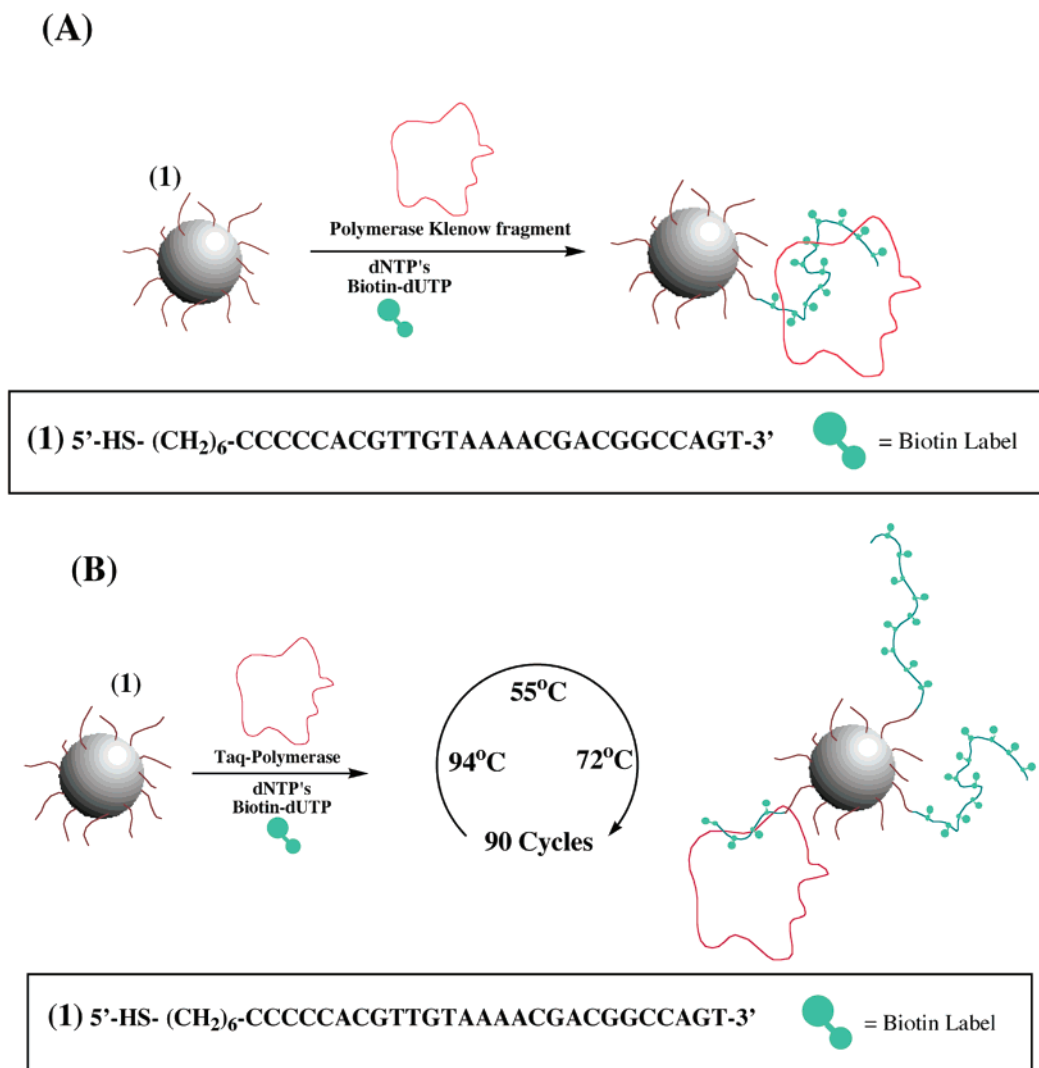 (A)
(1)
Polymerase Klenow fragment
dNTP's
Biotin-dUTP
(1) 5'-HS- (CH2)6-CCCCCACGTTGTAAAACGACGGCCAGT-3' = Biotin Label
(B)
(1)
Taq-Polymerase
dNTP's
Biotin-dUTP
55°C
94°C 72°C
90 Cycles
(1) 5'-HS- (CH2)6-CCCCCACGTTGTAAAACGACGGCCAGT-3' = Biotin Label